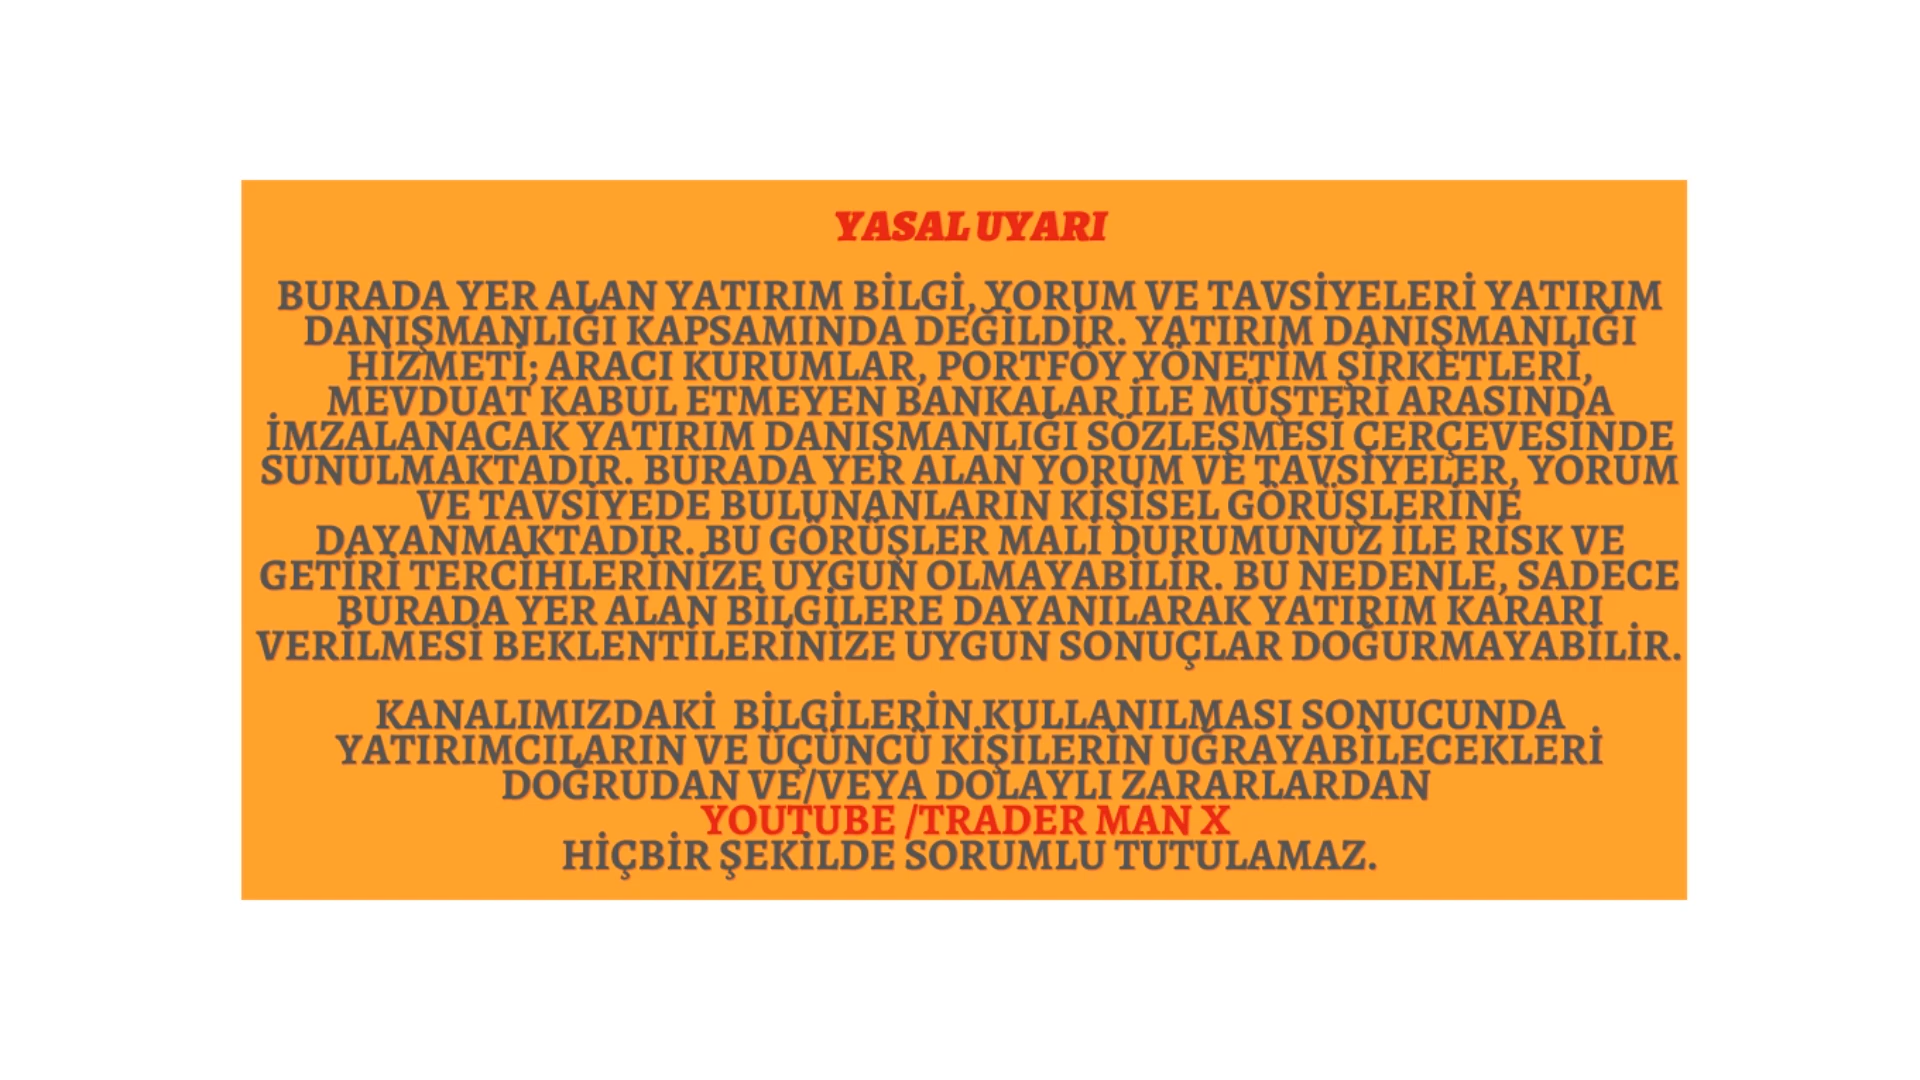 YASAL UYARI
BURADA YER ALAN YATIRIM BİLGİ, YORUM VE TAVSİYELERİ YATIRIM
DANIŞMANLIĞI KAPSAMINDA DEĞİLDİR. YATIRIM DANIŞMANLIĞI
HİZMETİ; ARACI KURUMLAR, PORTFÖY YÖNETİM ŞİRKETLERİ,
MEVDUAT KABUL ETMEYEN BANKALAR İLE MÜŞTERİ ARASINDA
İMZALANACAK YATIRIM DANIŞMANLIĞI SÖZLEŞMESİ ÇERÇEVESİNDE
SUNULMAKTADIR. BURADA YER ALAN YORUM VE TAVSİYELER, YORUM
VE TAVSİYEDE BULUNANLARIN KİŞİSEL GÖRÜŞLERİNE
DAYANMAKTADIR. BU GÖRÜŞLER MALİ DURUMUNUZ İLE RİSK VE
GETİRİ TERCİHLERİNİZE UYGUN OLMAYABİLİR. BU NEDENLE, SADECE
BURADA YER ALAN BİLGİLERE DAYANILARAK YATIRIM KARARI
VERİLMESİ BEKLENTİLERİNİZE UYGUN SONUÇLAR DOĞURMAYABİLİR.
KANALIMIZDAKİ BİLGİLERİN KULLANILMASI SONUCUNDA
YATIRIMCILARIN VE ÜÇÜNCÜ KİŞİLERİN UĞRAYABİLECEKLERİ
DOĞRUDAN VE/VEYA DOLAYLI ZARARLARDAN
YOUTUBE /TRADER MAN X
HİÇBİR ŞEKİLDE SORUMLU TUTULAMAZ.